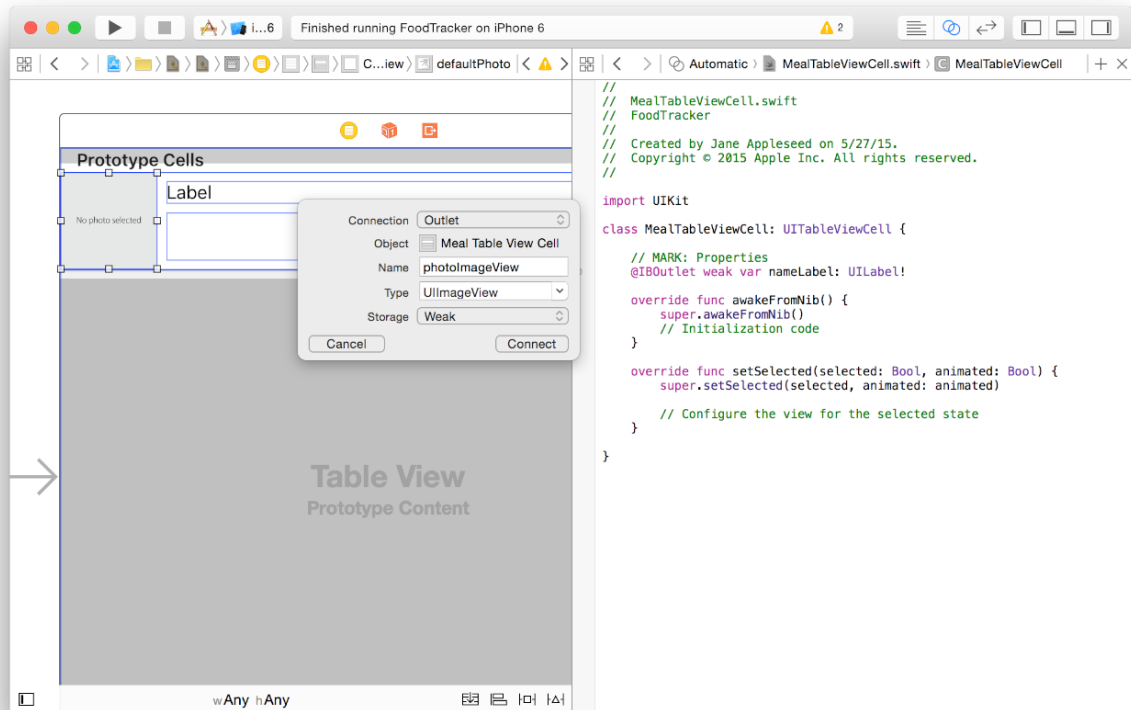 i...6
Finished running FoodTracker on iPhone 6
2
C...iew
defaultPhoto
Automatic
MealTableViewCell.swift
C
MealTableViewCell
Prototype Cells
No photo selected
Label
Connection Outlet
Object Meal Table View Cell
Name photoImageView
Type UIImageView
Storage Weak
Cancel Connect
Table View
Prototype Content
wAny hAny
//
// MealTableViewCell.swift
// FoodTracker
//
// Created by Jane Appleseed on 5/27/15.
// Copyright © 2015 Apple Inc. All rights reserved.
//
import UIKit
class MealTableViewCell: UITableViewCell {
// MARK: Properties
@IBOutlet weak var nameLabel: UILabel!
override func awakeFromNib() {
super.awakeFromNib()
// Initialization code
}
override func setSelected(selected: Bool, animated: Bool) {
super.setSelected(selected, animated: animated)
// Configure the view for the selected state
}
}